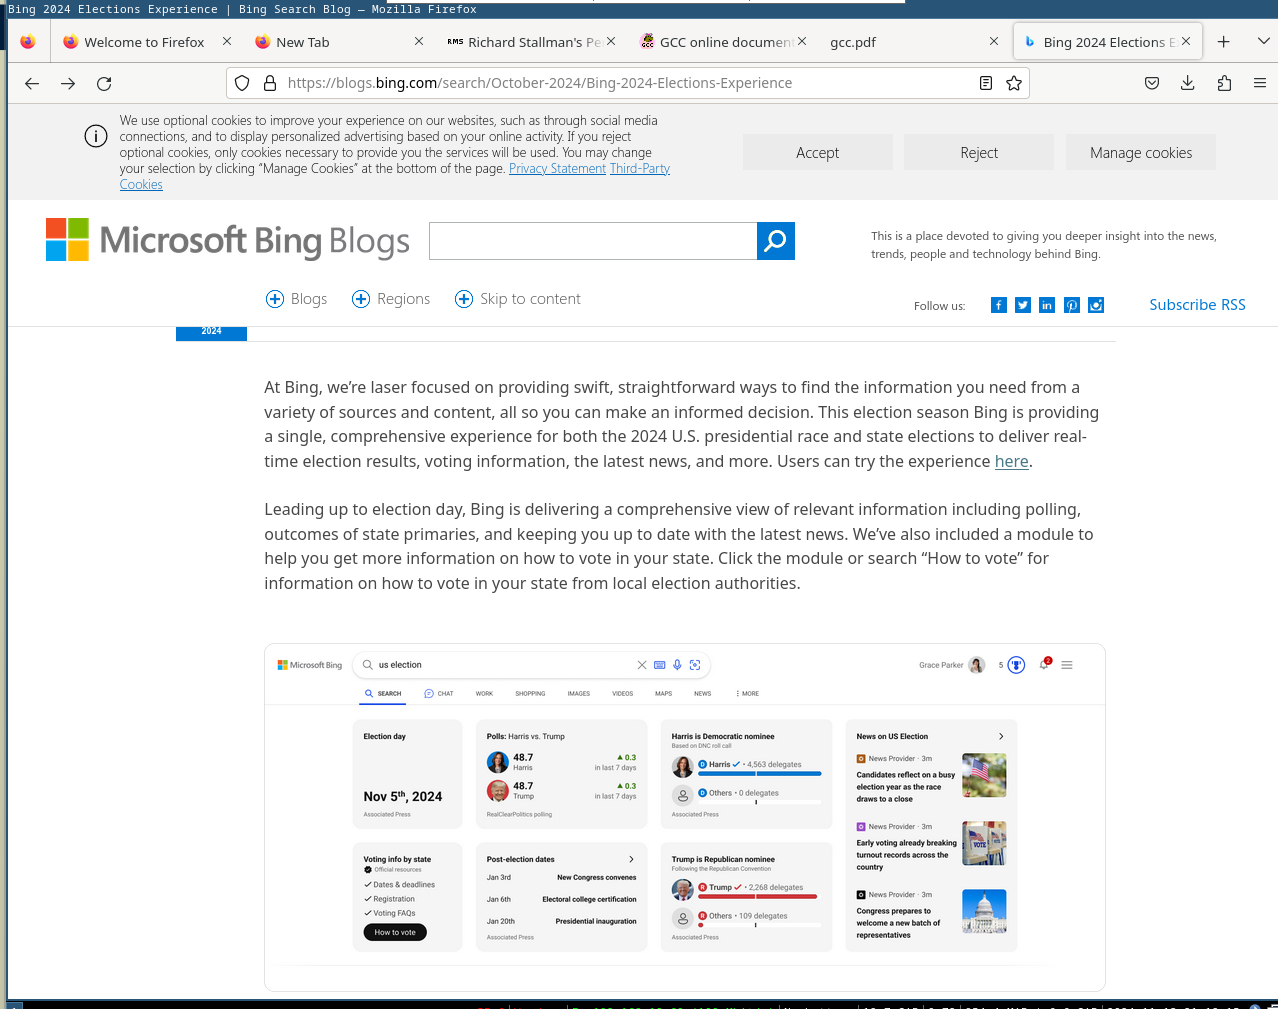 Bing 2024 Elections Experience | Bing Search Blog — Mozilla Firefox
Welcome to Firefox
New Tab
RMS Richard Stallman's Pe
GCC online document
gcc.pdf
Bing 2024 Elections E
https://blogs.bing.com/search/October-2024/Bing-2024-Elections-Experience
We use optional cookies to improve your experience on our websites, such as through social media
connections, and to display personalized advertising based on your online activity. If you reject
optional cookies, only cookies necessary to provide you the services will be used. You may change
your selection by clicking “Manage Cookies” at the bottom of the page. Privacy Statement Third-Party
Cookies
Accept
Reject
Manage cookies
Microsoft Bing Blogs
This is a place devoted to giving you deeper insight into the news,
trends, people and technology behind Bing.
Blogs
Regions
Skip to content
Follow us:
Subscribe RSS
2024
At Bing, we’re laser focused on providing swift, straightforward ways to find the information you need from a
variety of sources and content, all so you can make an informed decision. This election season Bing is providing
a single, comprehensive experience for both the 2024 U.S. presidential race and state elections to deliver real-
time election results, voting information, the latest news, and more. Users can try the experience here.
Leading up to election day, Bing is delivering a comprehensive view of relevant information including polling,
outcomes of state primaries, and keeping you up to date with the latest news. We’ve also included a module to
help you get more information on how to vote in your state. Click the module or search “How to vote” for
information on how to vote in your state from local election authorities.
Microsoft Bing
us election
Grace Parker
5
2
SEARCH
CHAT
WORK
SHOPPING
IMAGES
VIDEOS
MAPS
NEWS
MORE
Election day
Nov 5th, 2024
Associated Press
Polls: Harris vs. Trump
48.7
Harris
▲ 0.3
in last 7 days
48.7
Trump
▲ 0.3
in last 7 days
RealClearPolitics polling
Harris is Democratic nominee
Based on DNC roll call
D Harris • 4,563 delegates
D Others • 0 delegates
Associated Press
News on US Election
News Provider · 3m
Candidates reflect on a busy
election year as the race
draws to a close
News Provider · 3m
Early voting already breaking
turnout records across the
country
News Provider · 3m
Congress prepares to
welcome a new batch of
representatives
Voting info by state
Official resources
Dates & deadlines
Registration
Voting FAQs
How to vote
Post-election dates
Jan 3rd New Congress convenes
Jan 6th Electoral college certification
Jan 20th Presidential inauguration
Associated Press
Trump is Republican nominee
Following the Republican Convention
R Trump • 2,268 delegates
R Others • 109 delegates
Associated Press